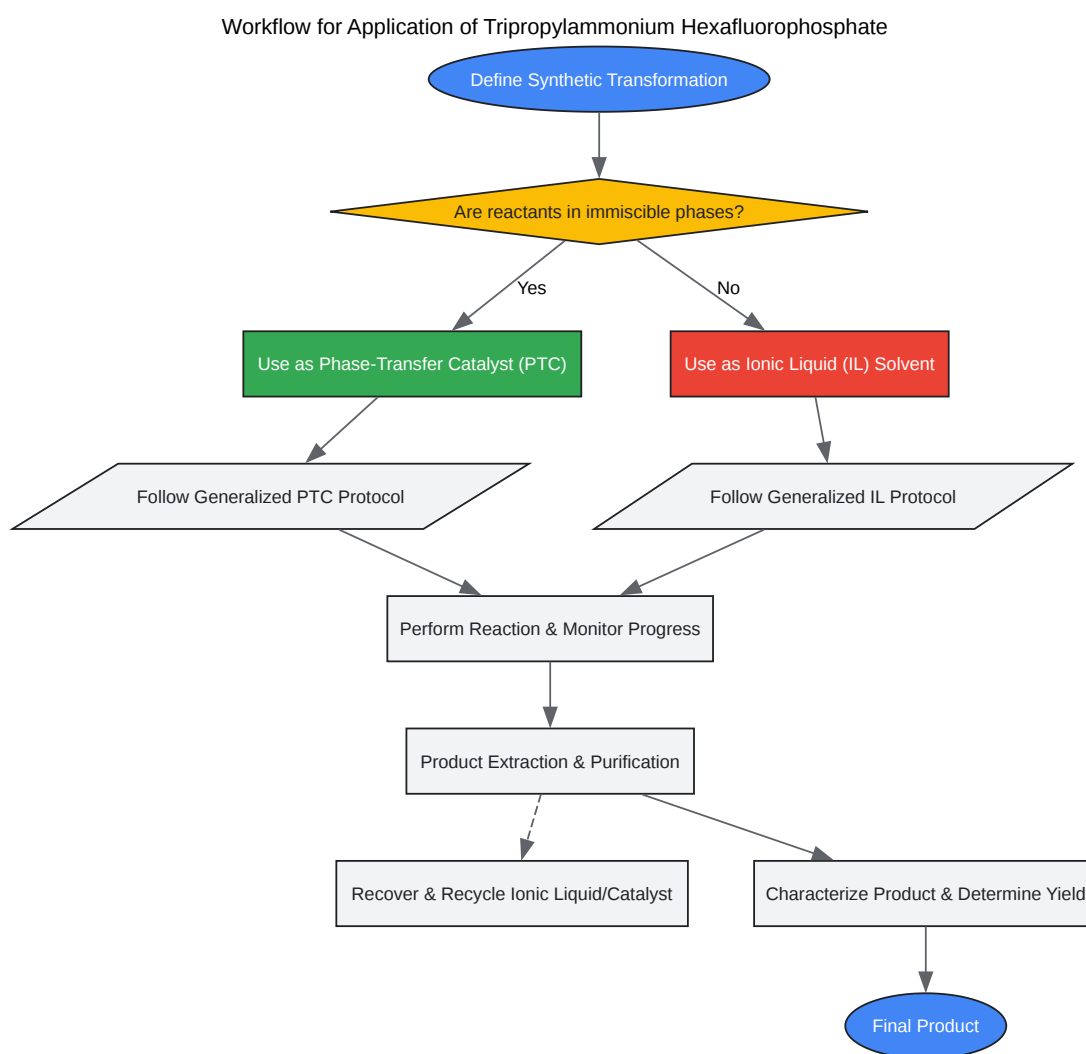 Workflow for Application of Tripropylammonium Hexafluorophosphate
Define Synthetic Transformation
Are reactants in immiscible phases?
Yes
No
Use as Phase-Transfer Catalyst (PTC)
Use as Ionic Liquid (IL) Solvent
Follow Generalized PTC Protocol
Follow Generalized IL Protocol
Perform Reaction & Monitor Progress
Product Extraction & Purification
Recover & Recycle Ionic Liquid/Catalyst
Characterize Product & Determine Yield
Final Product